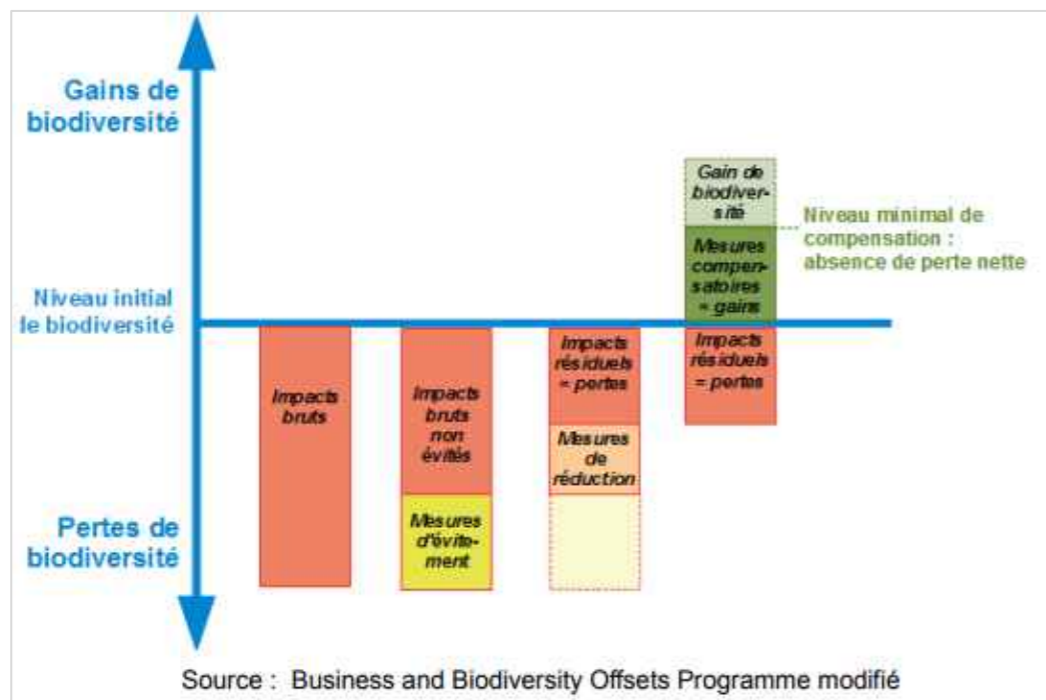 Gains de
biodiversité
Gain de
biodiver-
sité
Niveau minimal de
compensation :
absence de perte nette
Mesures
compen-
satoires
= gains
Niveau initial
de biodiversité
Impacts
bruts
Impacts
bruts
non
évités
Impacts
résiduels
= pertes
Impacts
résiduels
= pertes
Mesures
de
réduction
Mesures
d'évite-
ment
Pertes de
biodiversité
Source : Business and Biodiversity Offsets Programme modifié